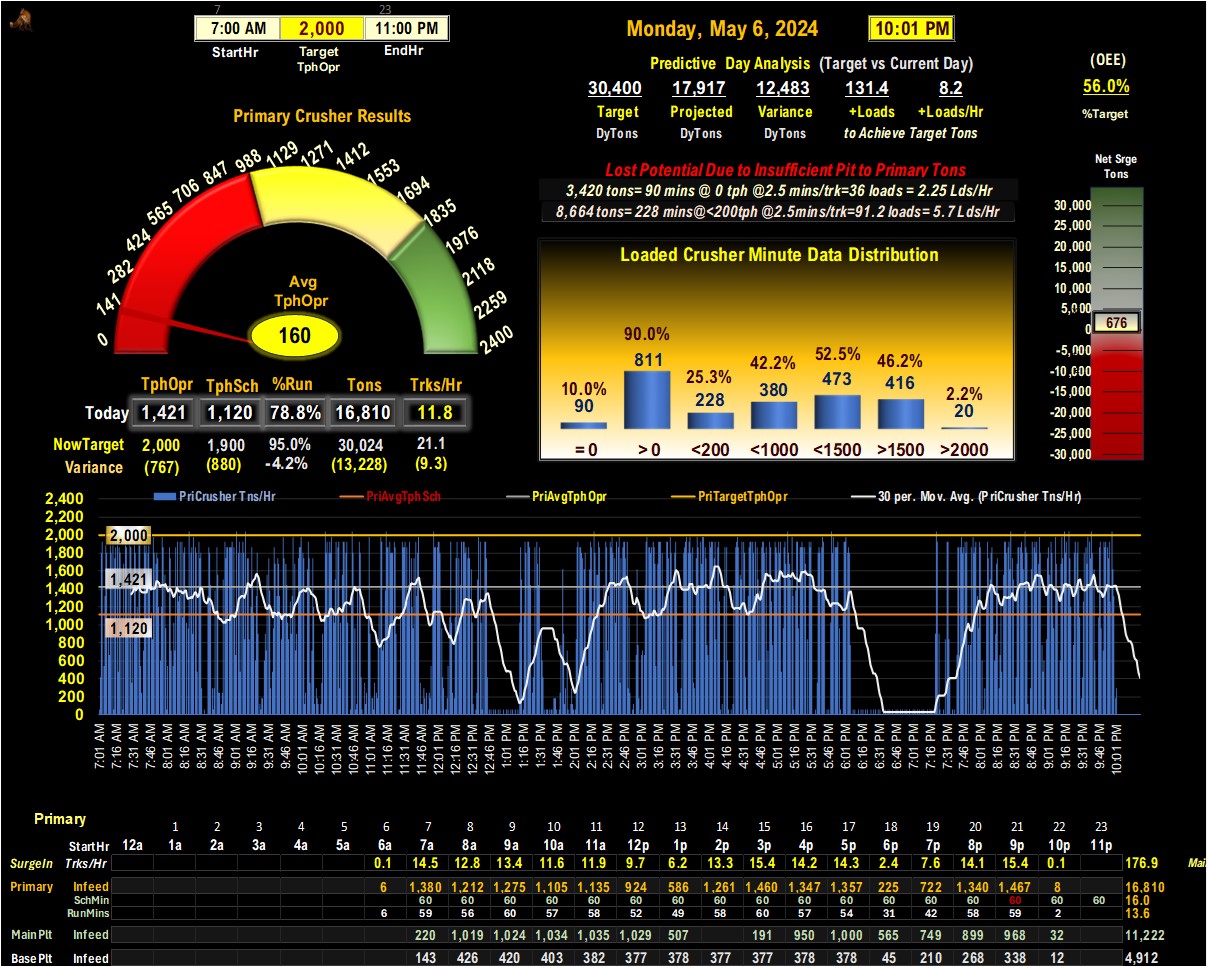 7 23
7:00 AM 2,000 11:00 PM
StartHr Target EndHr
TphOpr
Monday, May 6, 2024 10:01 PM
Predictive Day Analysis (Target vs Current Day)
30,400 17,917 12,483 131.4 8.2
Target Projected Variance +Loads +Loads/Hr
DyTons DyTons DyTons to Achieve Target Tons
(OEE)
56.0%
%Target
Primary Crusher Results
0 141 282 424 565 706 847 988 1129 1271 1412 1553 1694 1835 1976 2118 2259 2400
Avg
TphOpr
160
Lost Potential Due to Insufficient Pit to Primary Tons
3,420 tons= 90 mins @ 0 tph @2.5 mins/trk=36 loads = 2.25 Lds/Hr
8,664 tons= 228 mins@<200tph @2.5mins/trk=91.2 loads= 5.7 Lds/Hr
Net Srge
Tons
30,000
25,000
20,000
15,000
10,000
5,000
0
-5,000
-10,000
-15,000
-20,000
-25,000
-30,000
676
Loaded Crusher Minute Data Distribution
10.0% 90.0% 25.3% 42.2% 52.5% 46.2% 2.2%
90 811 228 380 473 416 20
=0 >0 <200 <1000 <1500 >1500 >2000
TphOpr TphSch %Run Tons Trks/Hr
Today 1,421 1,120 78.8% 16,810 11.8
NowTarget 2,000 1,900 95.0% 30,024 21.1
Variance (767) (880) -4.2% (13,228) (9.3)
PriCrusher Tns/Hr PriAvgTphSch PriAvgTphOpr PriTargetTphOpr 30 per. Mov. Avg. (PriCrusher Tns/Hr)
2,400
2,200
2,000
1,800
1,600
1,400
1,200
1,000
800
600
400
200
0
2,000
1,421
1,120
7:01 AM 7:16 AM 7:31 AM 7:46 AM 8:01 AM 8:16 AM 8:31 AM 8:46 AM 9:01 AM 9:16 AM 9:31 AM 9:46 AM 10:01 AM 10:16 AM 10:31 AM 10:46 AM 11:01 AM 11:16 AM 11:31 AM 11:46 AM 12:01 PM 12:16 PM 12:31 PM 12:46 PM 1:01 PM 1:16 PM 1:31 PM 1:46 PM 2:01 PM 2:16 PM 2:31 PM 2:46 PM 3:01 PM 3:16 PM 3:31 PM 3:46 PM 4:01 PM 4:16 PM 4:31 PM 4:46 PM 5:01 PM 5:16 PM 5:31 PM 5:46 PM 6:01 PM 6:16 PM 6:31 PM 6:46 PM 7:01 PM 7:16 PM 7:31 PM 7:46 PM 8:01 PM 8:16 PM 8:31 PM 8:46 PM 9:01 PM 9:16 PM 9:31 PM 9:46 PM 10:01 PM
Primary
1 2 3 4 5 6 7 8 9 10 11 12 13 14 15 16 17 18 19 20 21 22 23
StartHr 12a 1a 2a 3a 4a 5a 6a 7a 8a 9a 10a 11a 12p 1p 2p 3p 4p 5p 6p 7p 8p 9p 10p 11p
SurgeIn Trks/Hr 0.1 14.5 12.8 13.4 11.6 11.9 9.7 6.2 13.3 15.4 14.2 14.3 2.4 7.6 14.1 15.4 0.1 176.9
Primary Infeed 6 1,380 1,212 1,275 1,105 1,135 924 586 1,261 1,460 1,347 1,357 225 722 1,340 1,467 8 16,810
SchMin 60 60 60 60 60 60 60 60 60 60 60 60 60 60 60 60 60 16.0
RunMins 6 59 56 60 57 58 52 49 58 60 57 54 31 42 58 59 2 13.6
MainPlt Infeed 220 1,019 1,024 1,034 1,035 1,029 507 191 950 1,000 565 749 899 968 32 11,222
BasePlt Infeed 143 426 420 403 382 377 378 377 377 378 378 45 210 268 338 12 4,912